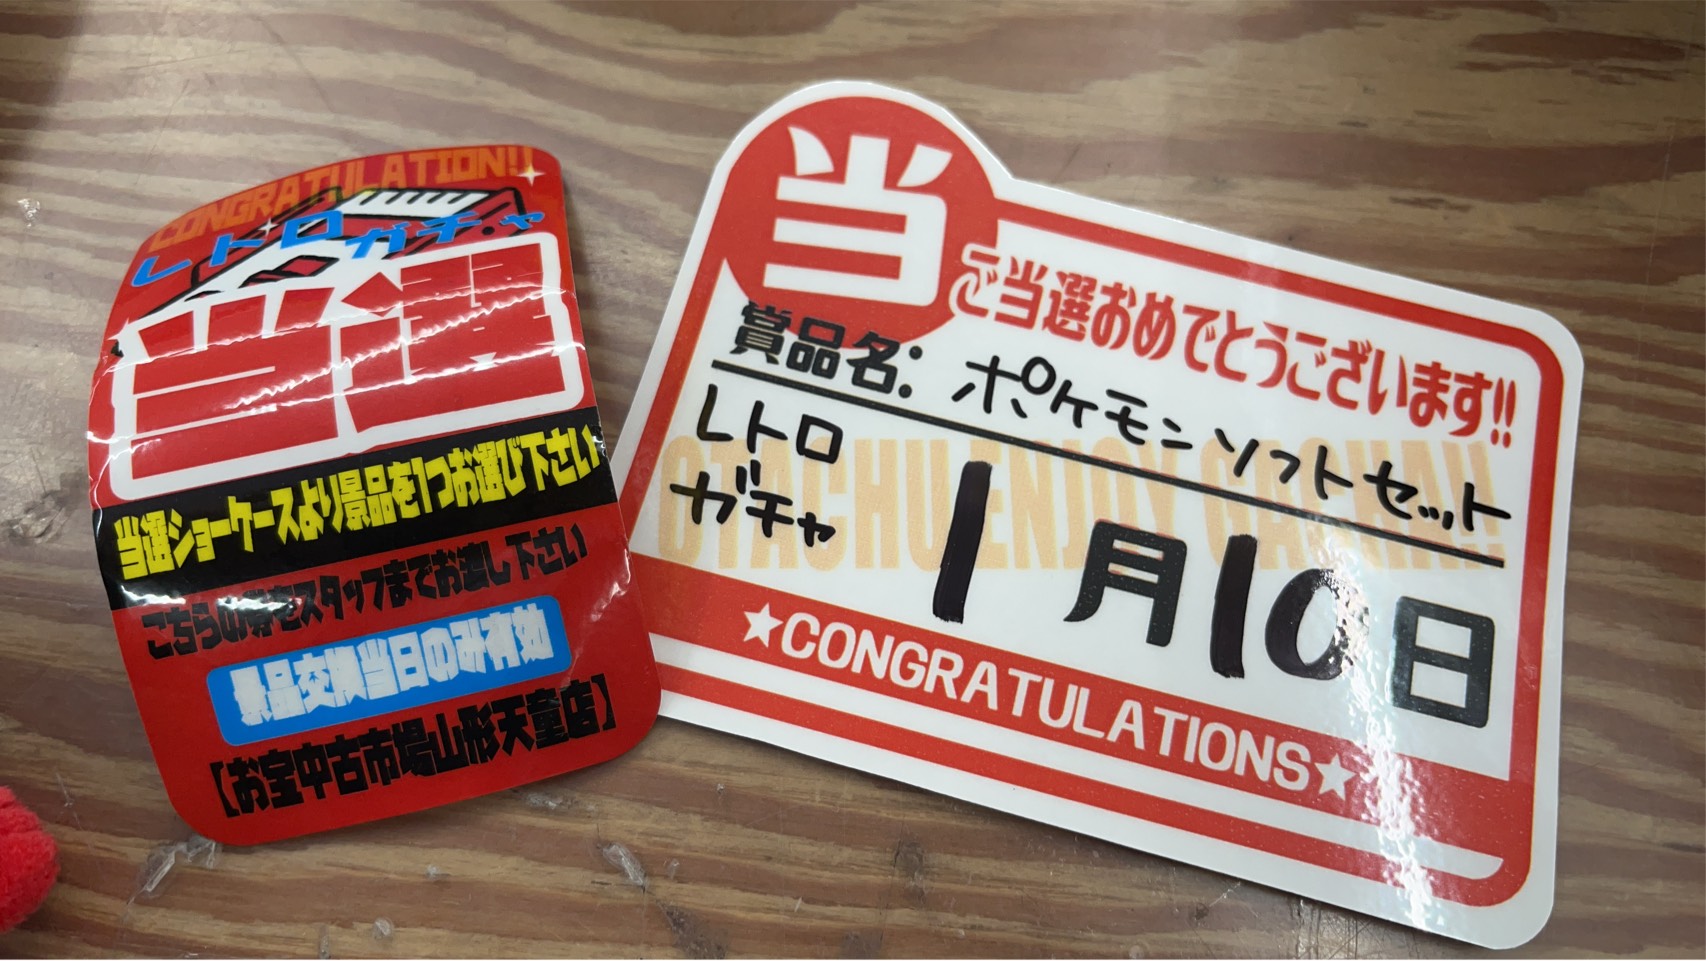 CONGRATULATION!!
レトロガチャ
当選
当選ショーケースより景品を1つお選び下さい
こちらの券をスタッフまでお渡し下さい
景品交換当日のみ有効
【お宝中古市場山形天童店】
当
ご当選おめでとうございます!!
賞品名:ポケモンソフトセット
レトロ
ガチャ
OTACHU ENJOY GACHA!!
1月10日
★CONGRATULATIONS★